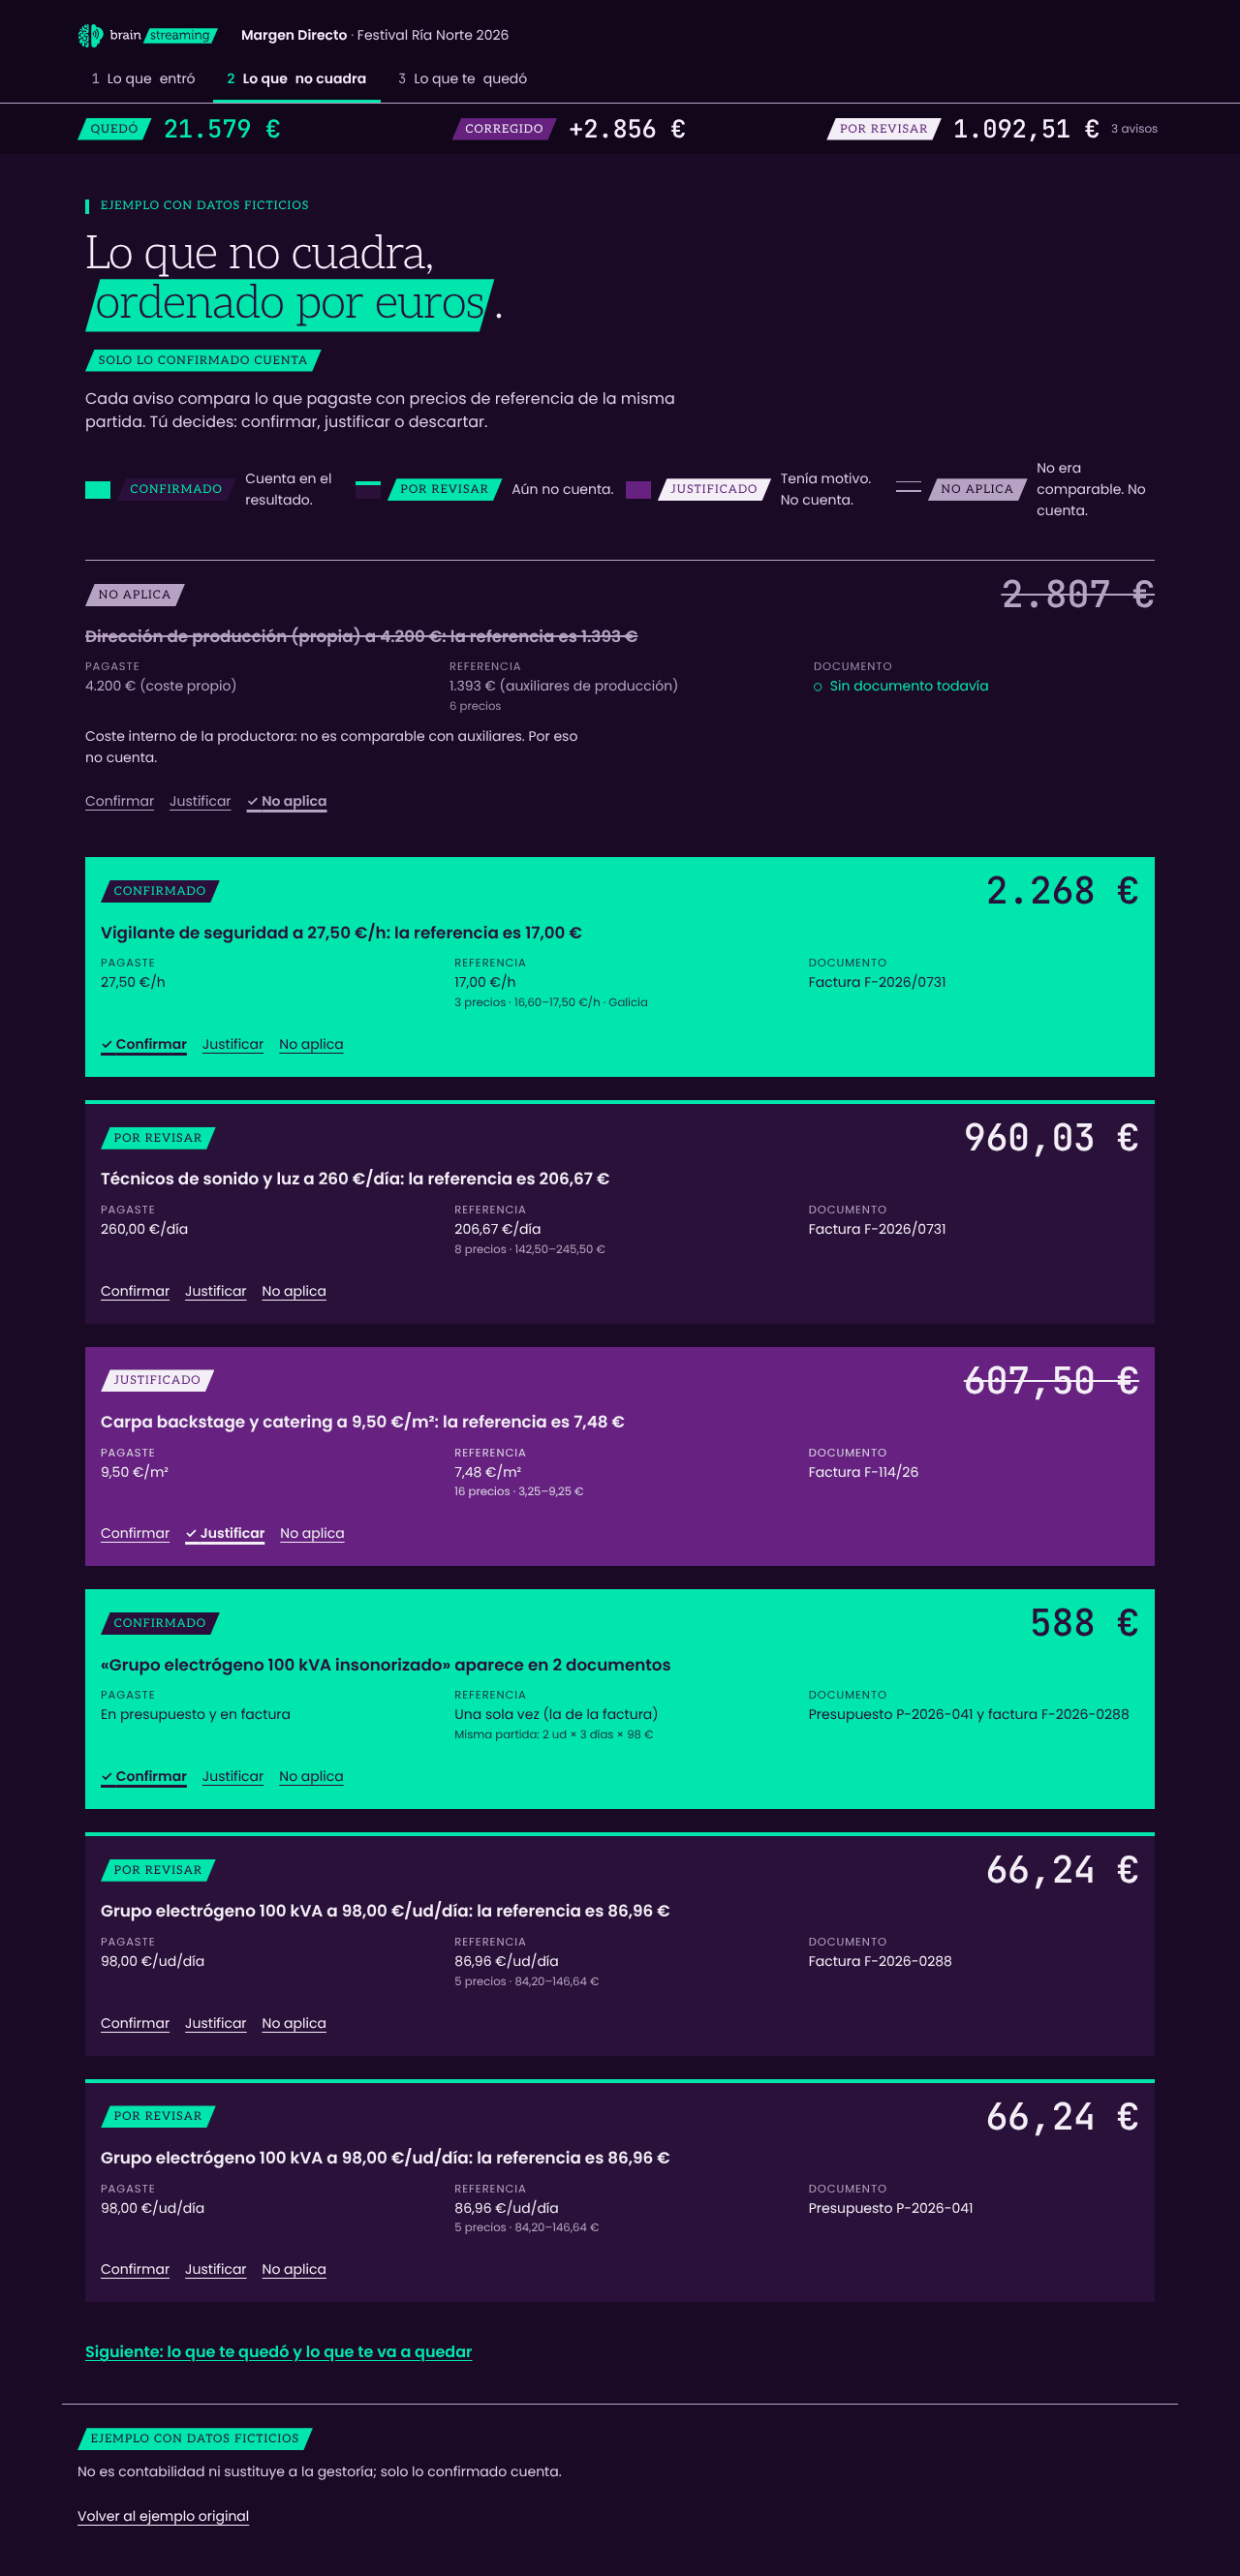 brain streaming
Margen Directo · Festival Ría Norte 2026
1 Lo que entró
2 Lo que no cuadra
3 Lo que te quedó
QUEDÓ 21.579 €
CORREGIDO +2.856 €
POR REVISAR 1.092,51 € 3 avisos
EJEMPLO CON DATOS FICTICIOS
Lo que no cuadra,
ordenado por euros.
SOLO LO CONFIRMADO CUENTA
Cada aviso compara lo que pagaste con precios de referencia de la misma
partida. Tú decides: confirmar, justificar o descartar.
CONFIRMADO
Cuenta en el
resultado.
POR REVISAR
Aún no cuenta.
JUSTIFICADO
Tenía motivo.
No cuenta.
NO APLICA
No era
comparable. No
cuenta.
NO APLICA
2.807 €
Dirección de producción (propia) a 4.200 €: la referencia es 1.393 €
PAGASTE
4.200 € (coste propio)
REFERENCIA
1.393 € (auxiliares de producción)
6 precios
DOCUMENTO
Sin documento todavía
Coste interno de la productora: no es comparable con auxiliares. Por eso
no cuenta.
Confirmar Justificar ✓ No aplica
CONFIRMADO
2.268 €
Vigilante de seguridad a 27,50 €/h: la referencia es 17,00 €
PAGASTE
27,50 €/h
REFERENCIA
17,00 €/h
3 precios · 16,60–17,50 €/h · Galicia
DOCUMENTO
Factura F-2026/0731
✓ Confirmar Justificar No aplica
POR REVISAR
960,03 €
Técnicos de sonido y luz a 260 €/día: la referencia es 206,67 €
PAGASTE
260,00 €/día
REFERENCIA
206,67 €/día
8 precios · 142,50–245,50 €
DOCUMENTO
Factura F-2026/0731
Confirmar Justificar No aplica
JUSTIFICADO
607,50 €
Carpa backstage y catering a 9,50 €/m²: la referencia es 7,48 €
PAGASTE
9,50 €/m²
REFERENCIA
7,48 €/m²
16 precios · 3,25–9,25 €
DOCUMENTO
Factura F-114/26
Confirmar ✓ Justificar No aplica
CONFIRMADO
588 €
«Grupo electrógeno 100 kVA insonorizado» aparece en 2 documentos
PAGASTE
En presupuesto y en factura
REFERENCIA
Una sola vez (la de la factura)
Misma partida: 2 ud × 3 días × 98 €
DOCUMENTO
Presupuesto P-2026-041 y factura F-2026-0288
✓ Confirmar Justificar No aplica
POR REVISAR
66,24 €
Grupo electrógeno 100 kVA a 98,00 €/ud/día: la referencia es 86,96 €
PAGASTE
98,00 €/ud/día
REFERENCIA
86,96 €/ud/día
5 precios · 84,20–146,64 €
DOCUMENTO
Factura F-2026-0288
Confirmar Justificar No aplica
POR REVISAR
66,24 €
Grupo electrógeno 100 kVA a 98,00 €/ud/día: la referencia es 86,96 €
PAGASTE
98,00 €/ud/día
REFERENCIA
86,96 €/ud/día
5 precios · 84,20–146,64 €
DOCUMENTO
Presupuesto P-2026-041
Confirmar Justificar No aplica
Siguiente: lo que te quedó y lo que te va a quedar
EJEMPLO CON DATOS FICTICIOS
No es contabilidad ni sustituye a la gestoría; solo lo confirmado cuenta.
Volver al ejemplo original